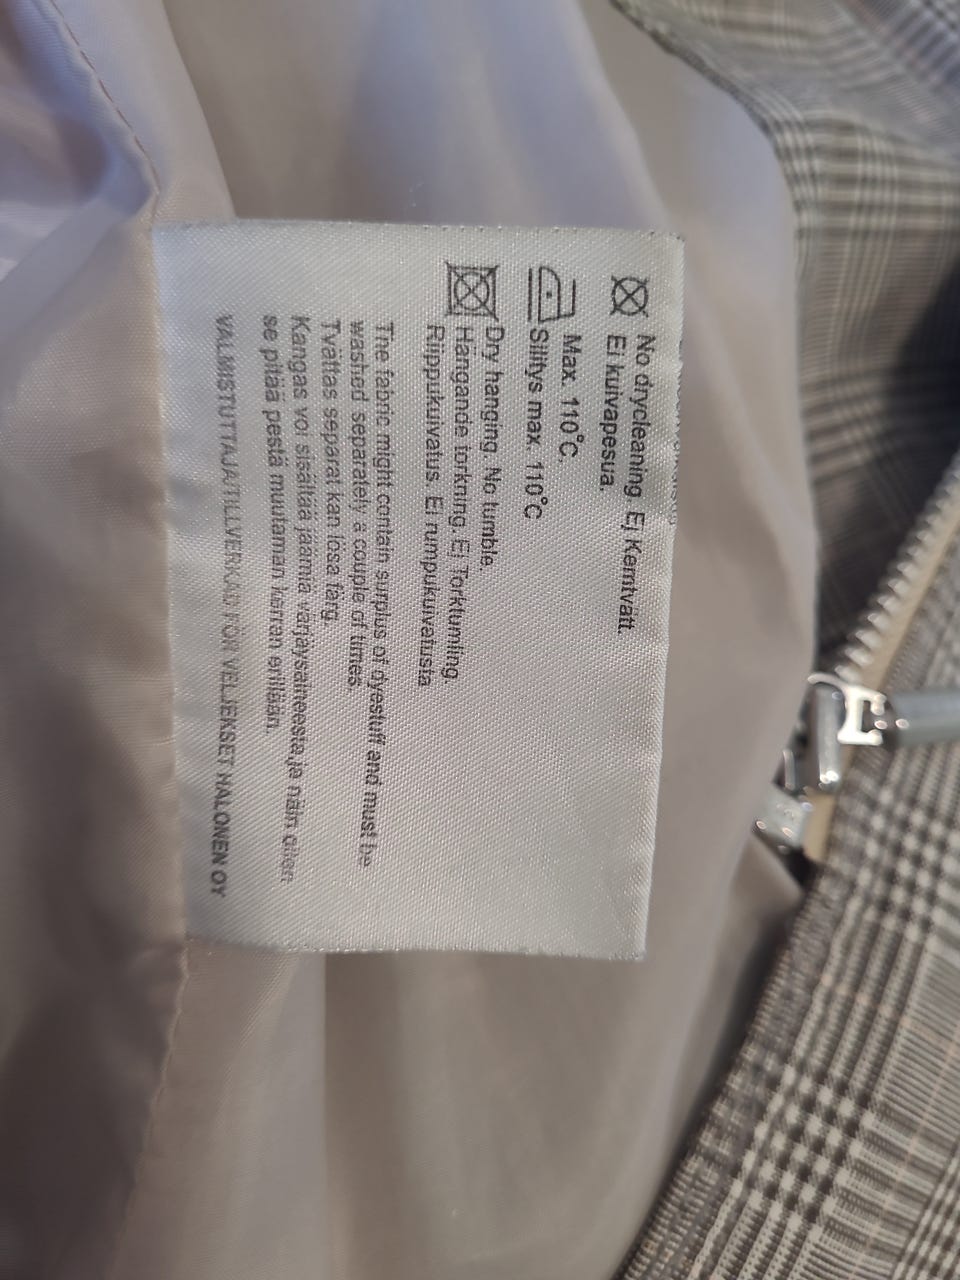 No drycleaning. Ej Kemtvätt.
Ei kuivapesua.
Max. 110°C.
Silitys max. 110°C
Dry hanging. No tumble.
Hangande torkning. Ej Torktumling.
Riippukuivatus. Ei rumpukuivatusta
The fabric might contain surplus of dyestuff and must be
washed separately a couple of times.
Tvättas separat kan lösa färg.
Kangas voi sisältää jäämiä värjäysaineesta,ja näin ollen
se pitää pestä muutaman kerran erillään.
VALMISTUTTAJA/TILLVERKAD FÖR VELJEKSET HALONEN OY